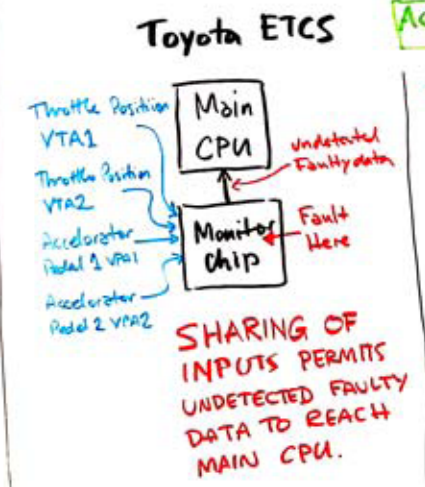 Toyota ETCS
Throttle Position
VTA1
Throttle Position
VTA2
Accelerator
Pedal 1 VPA1
Accelerator
Pedal 2 VPA2
Main
CPU
undetected
Faulty data
Monitor
Chip
Fault
Here
SHARING OF
INPUTS PERMITS
UNDETECTED FAULTY
DATA TO REACH
MAIN CPU.